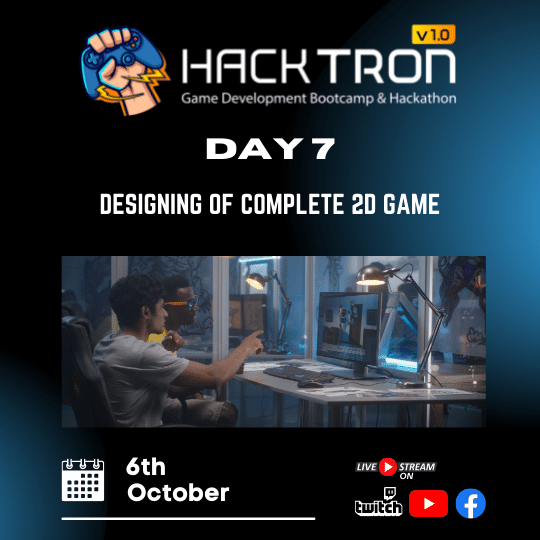 v 1.0
HACKTRON
Game Development Bootcamp & Hackathon
DAY 7
DESIGNING OF COMPLETE 2D GAME
6th
October
LIVE STREAM
ON
twitch